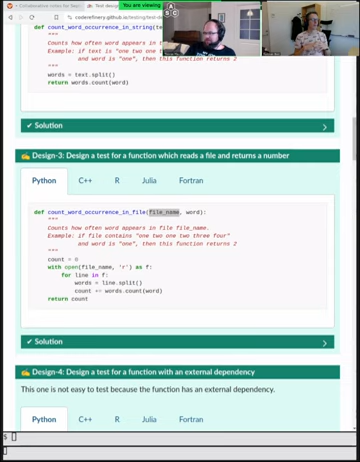 Collaborative notes for
Test design
You are viewing
coderefinery.github.io/testing/test-de
def count_word_occurrence_in_string(te
"""
Counts how often word appears in t
Example: if text is "one two one t
and word is "one", then this function returns 2
"""
words = text.split()
return words.count(word)
✓ Solution
✍ Design-3: Design a test for a function which reads a file and returns a number
Python C++ R Julia Fortran
def count_word_occurrence_in_file(file_name, word):
"""
Counts how often word appears in file file_name.
Example: if file contains "one two one two three four"
and word is "one", then this function returns 2
"""
count = 0
with open(file_name, 'r') as f:
for line in f:
words = line.split()
count += words.count(word)
return count
✓ Solution
✍ Design-4: Design a test for a function with an external dependency
This one is not easy to test because the function has an external dependency.
Python C++ R Julia Fortran
$